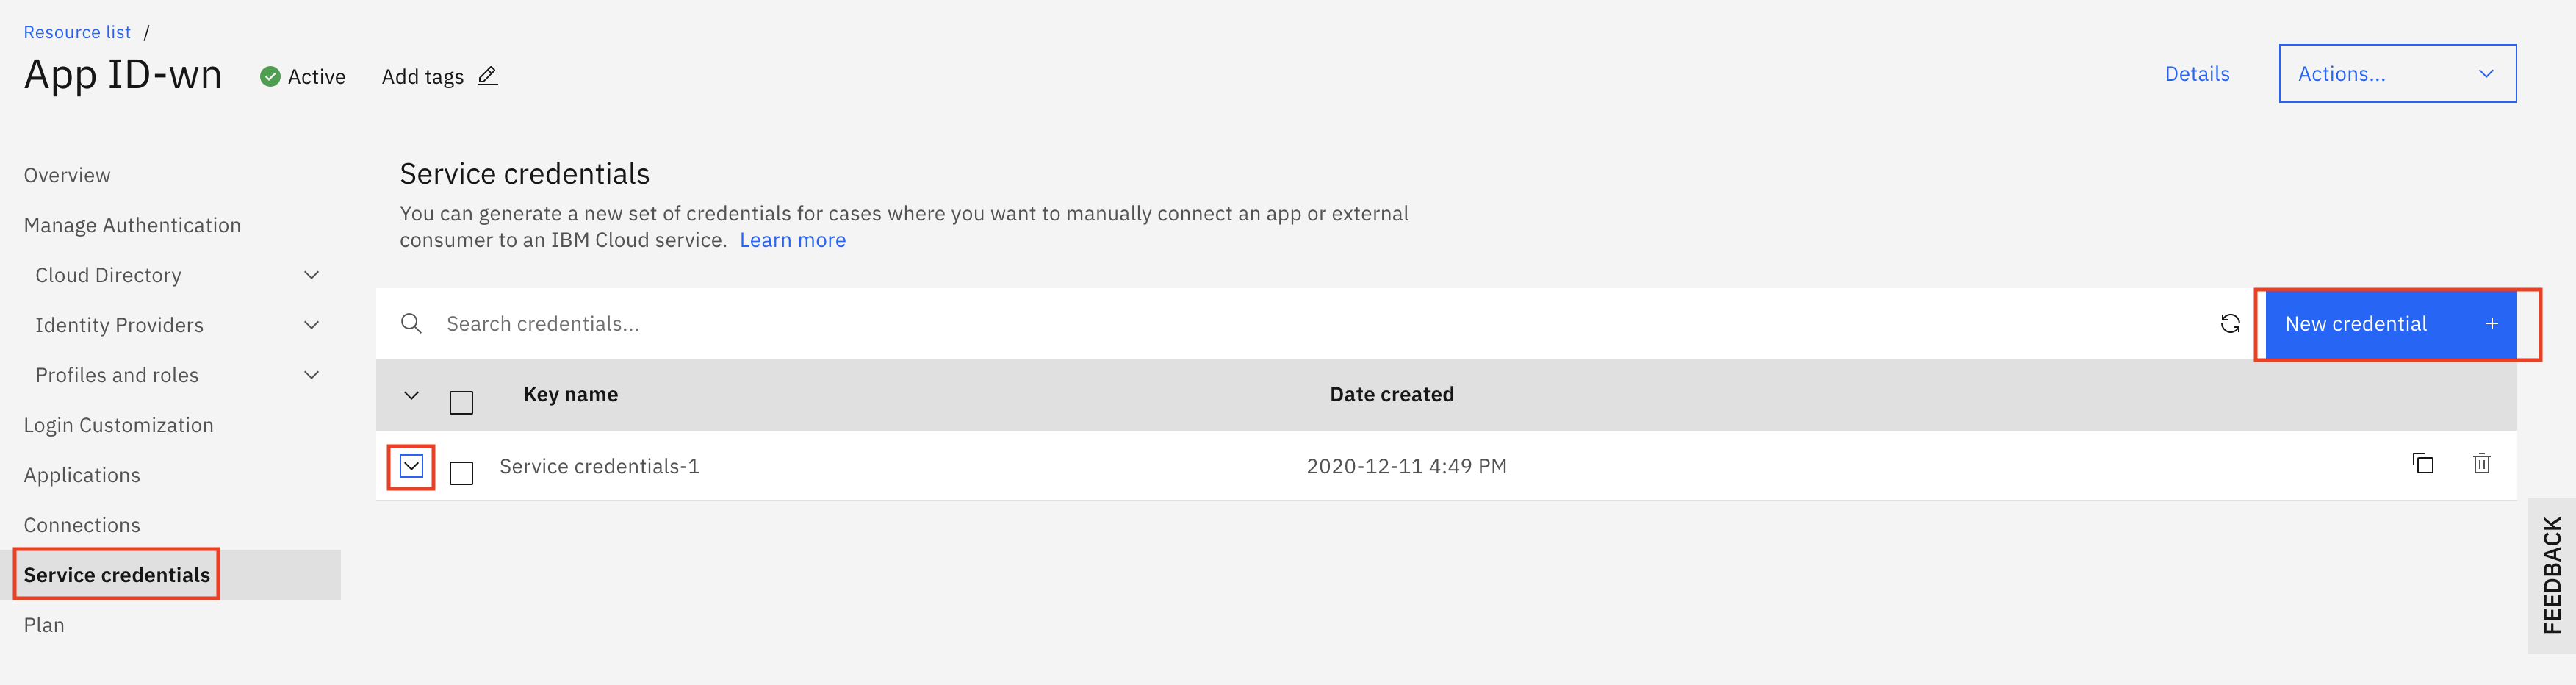 Resource list /
App ID-wn Active Add tags
Details Actions...
Overview
Manage Authentication
Cloud Directory
Identity Providers
Profiles and roles
Login Customization
Applications
Connections
Service credentials
Plan
Service credentials
You can generate a new set of credentials for cases where you want to manually connect an app or external
consumer to an IBM Cloud service. Learn more
Search credentials...
New credential +
Key name Date created
Service credentials-1 2020-12-11 4:49 PM
FEEDBACK